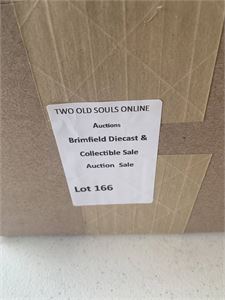 TWO OLD SOULS ONLINE
Auctions
Brimfield Diecast &
Collectible Sale
Auction Sale
Lot 166